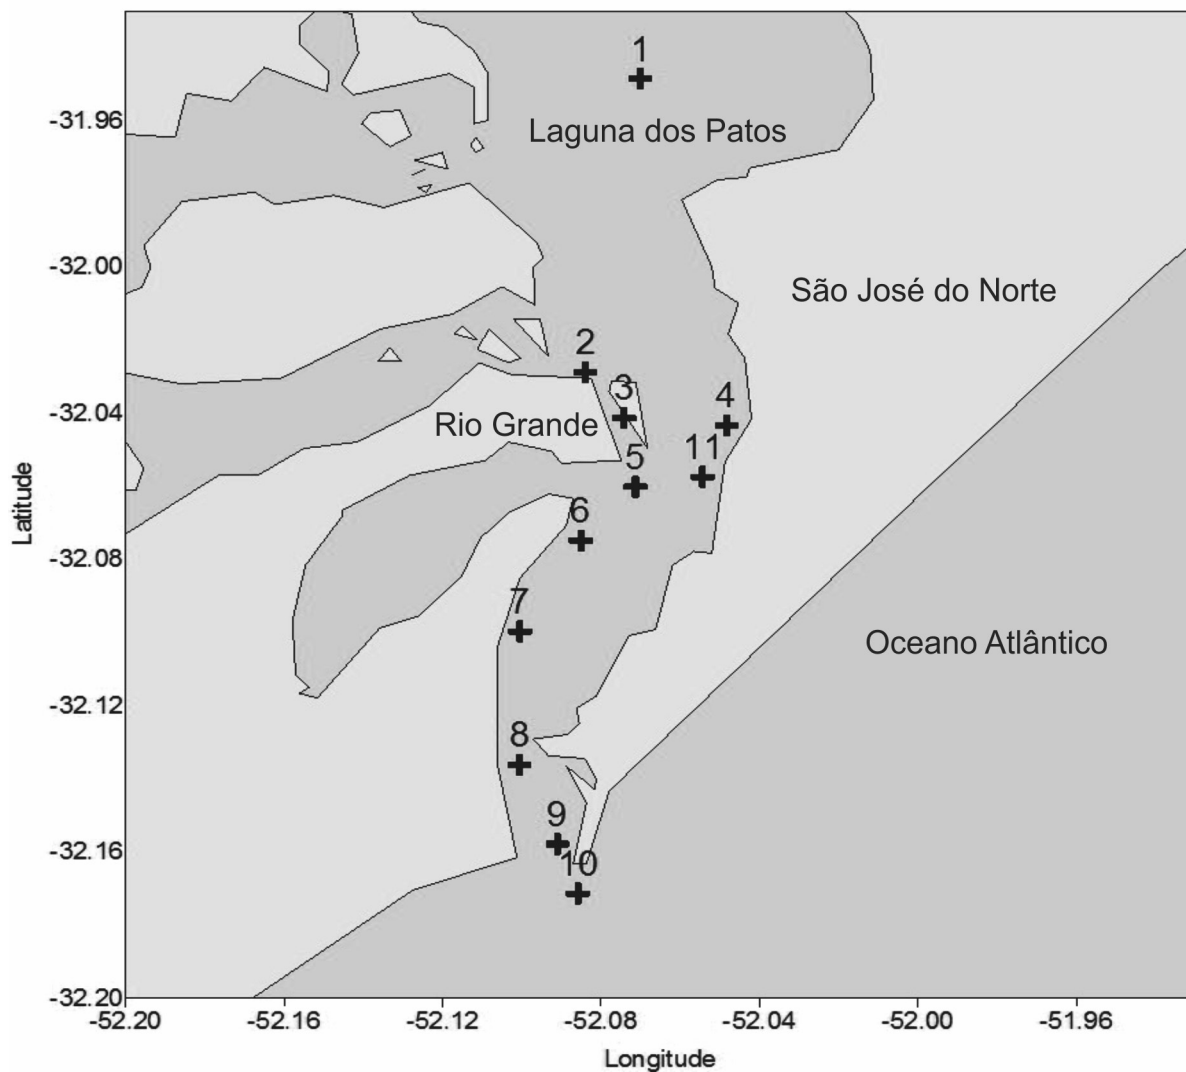 1
-31.96
Laguna dos Patos
-32.00
São José do Norte
2
3
4
-32.04
Rio Grande
11
5
6
Latitude
-32.08
7
Oceano Atlântico
-32.12
8
9
-32.16
10
-32.20
-52.20 -52.16 -52.12 -52.08 -52.04 -52.00 -51.96
Longitude